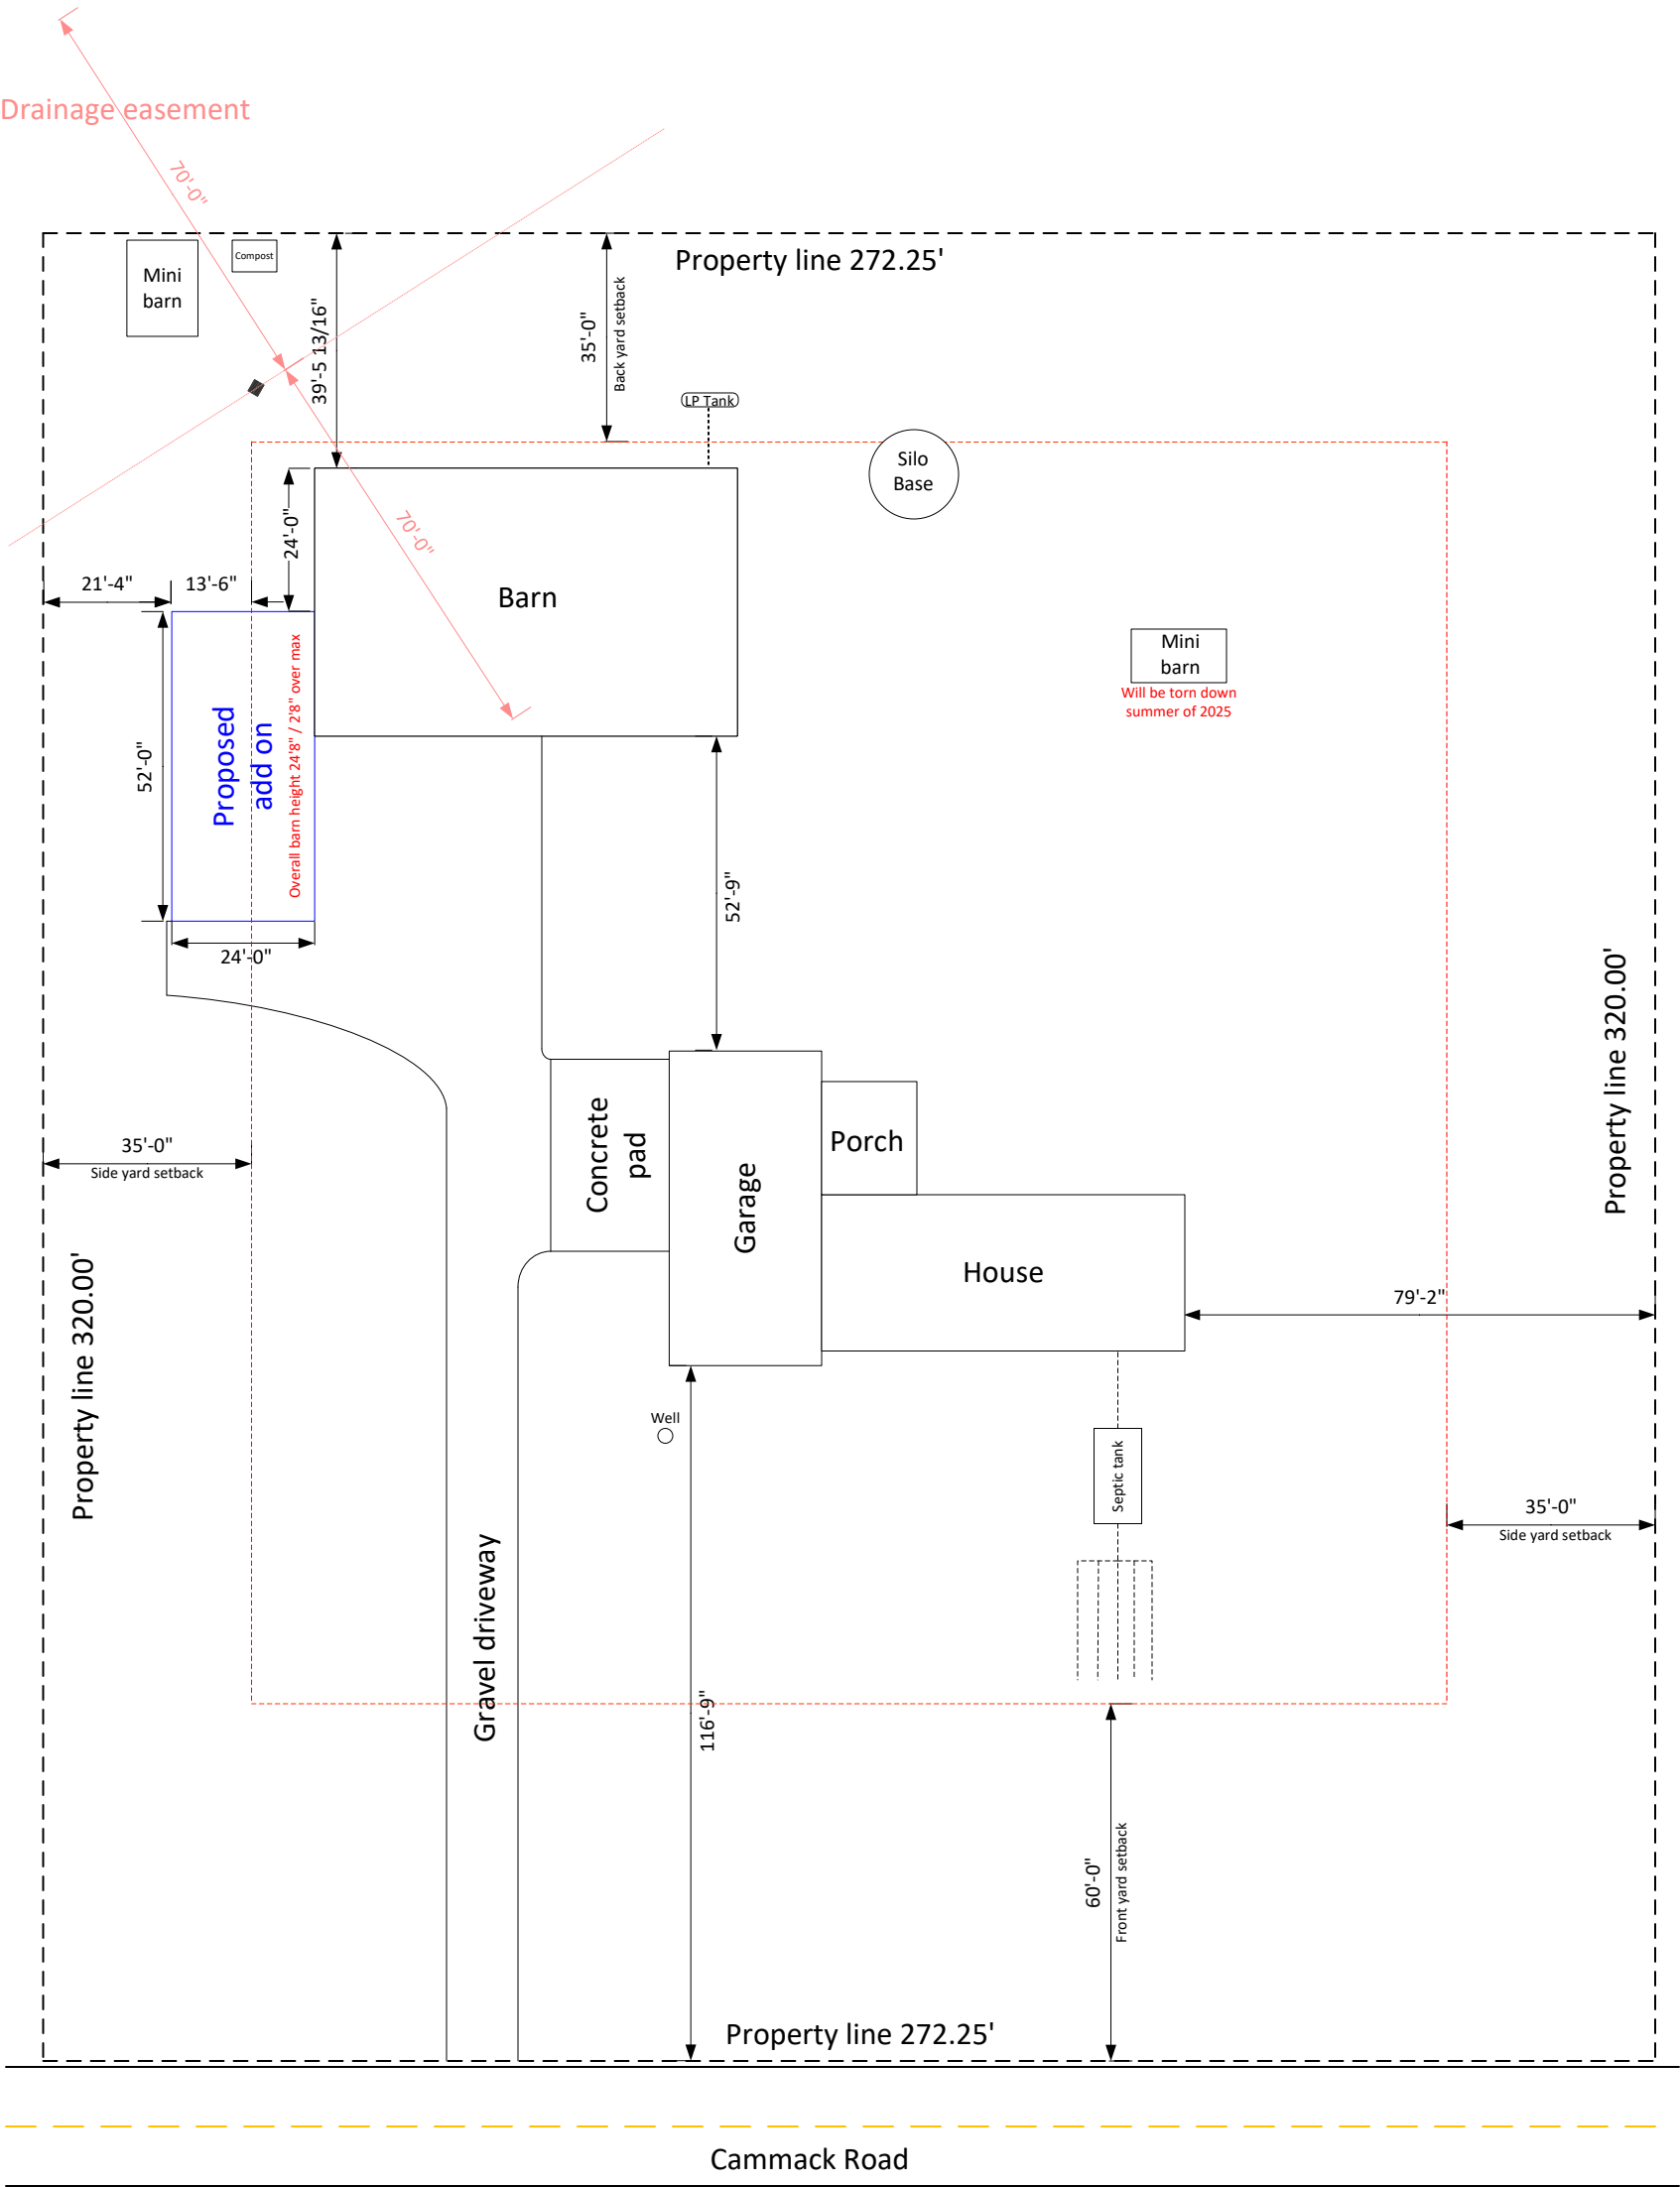 Drainage easement
70'-0"
Property line 272.25'
Mini
barn
Compost
39'-5 13/16"
35'-0"
Back yard setback
LP Tank
Silo
Base
24'-0"
70'-0"
21'-4"
13'-6"
Barn
Mini
barn
Will be torn down
summer of 2025
52'-0"
Proposed
add on
Overall barn height 24'8" / 2'8" over max
52'-9"
24'-0"
Property line 320.00'
35'-0"
Side yard setback
Concrete
pad
Garage
Porch
House
79'-2"
Property line 320.00'
Well
Septic tank
35'-0"
Side yard setback
Gravel driveway
116'-9"
60'-0"
Front yard setback
Property line 272.25'
Cammack Road